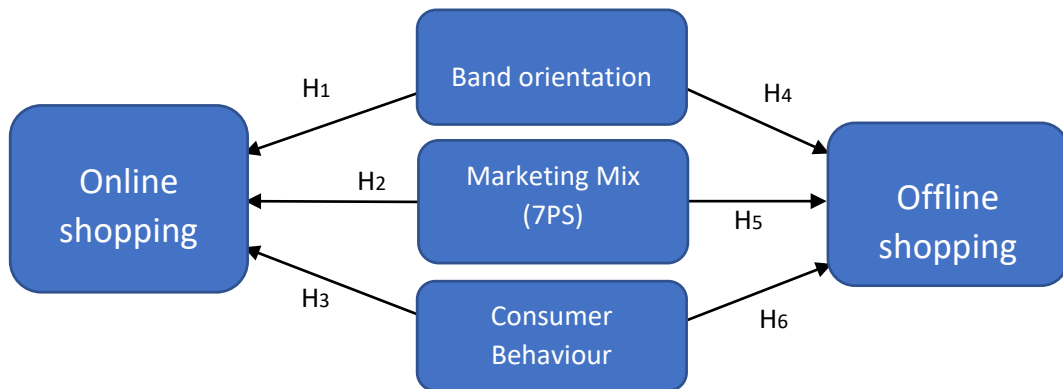 Band orientation
H1
H4
Online
shopping
H2
Marketing Mix
(7PS)
H5
Offline
shopping
H3
Consumer
Behaviour
H6